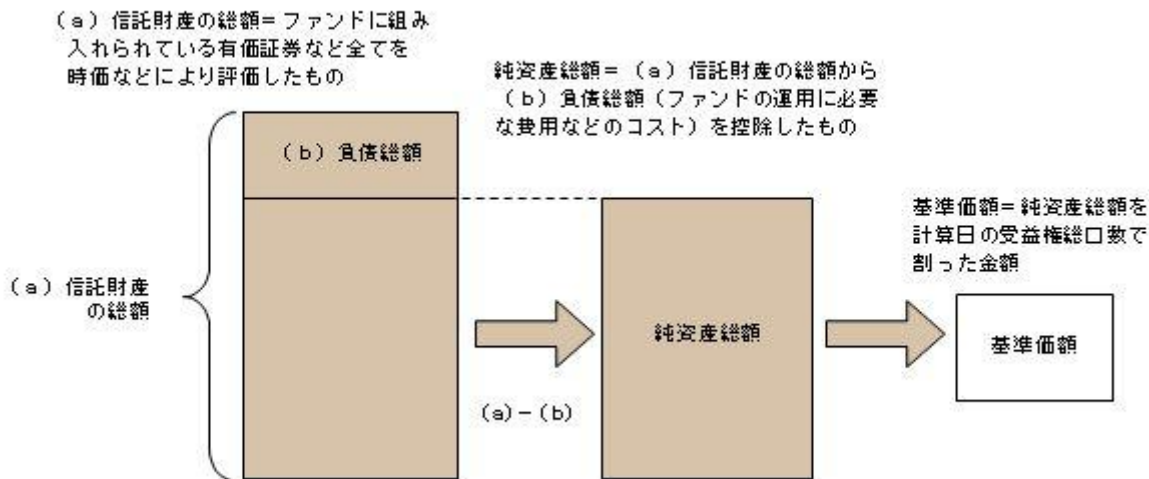 (a) 信託財産の総額=ファンドに組み
入れられている有価証券など全てを
時価などにより評価したもの
純資産総額=(a)信託財産の総額から
(b)負債総額(ファンドの運用に必要
な費用などのコスト)を控除したもの
(b)負債総額
基準価額=純資産総額を
計算日の受益権総口数で
割った金額
(a)信託財産
の総額
純資産総額
基準価額
(a)-(b)